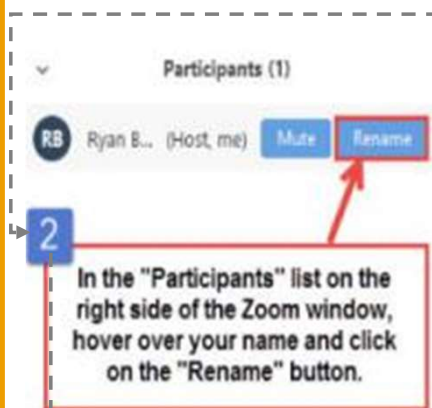 Participants (1)
RB Ryan B... (Host, me) Mute Rename
2
In the "Participants" list on the
right side of the Zoom window,
hover over your name and click
on the "Rename" button.